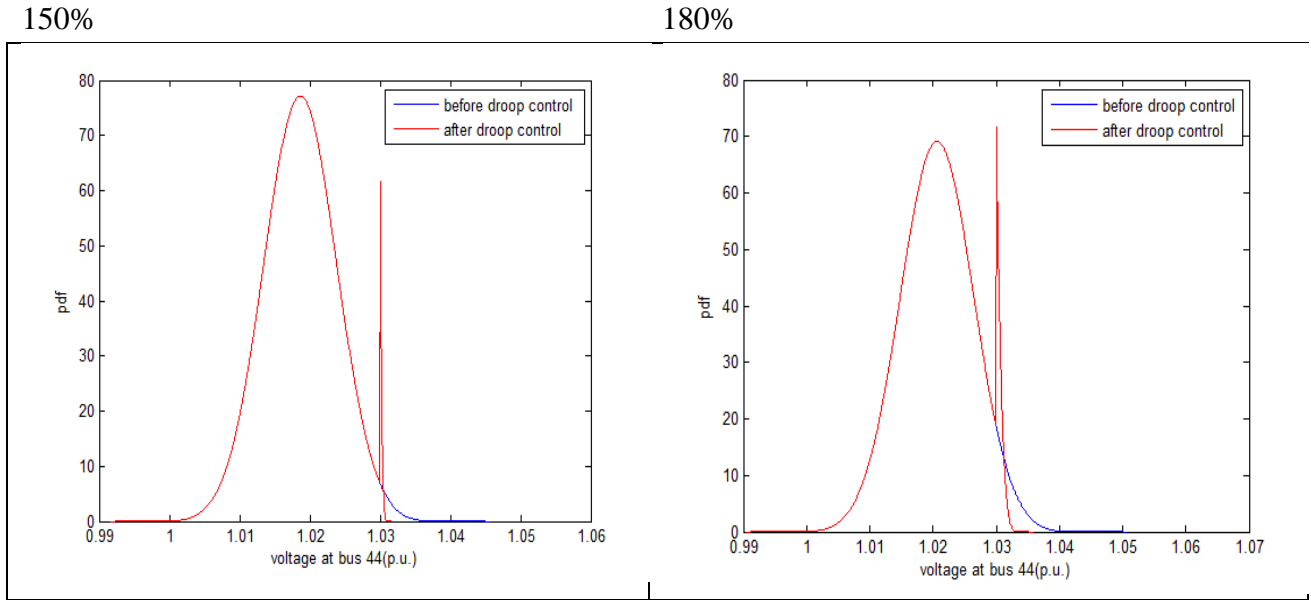 150%
80
70
60
50
40
30
20
10
0
pdf
0.99 1 1.01 1.02 1.03 1.04 1.05 1.06
voltage at bus 44(p.u.)
before droop control
after droop control
180%
80
70
60
50
40
30
20
10
0
pdf
0.99 1 1.01 1.02 1.03 1.04 1.05 1.06 1.07
voltage at bus 44(p.u.)
before droop control
after droop control